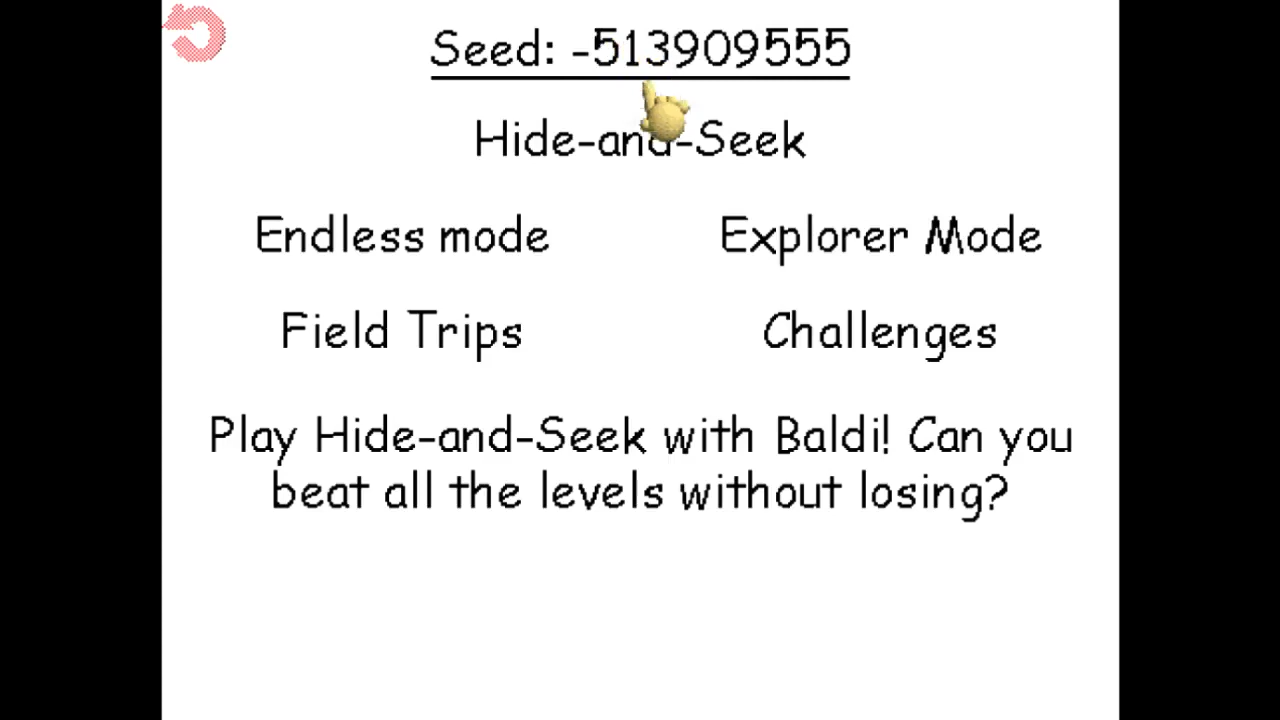 Seed: -513909555
Hide-and-Seek
Endless mode
Explorer Mode
Field Trips
Challenges
Play Hide-and-Seek with Baldi! Can you
beat all the levels without losing?